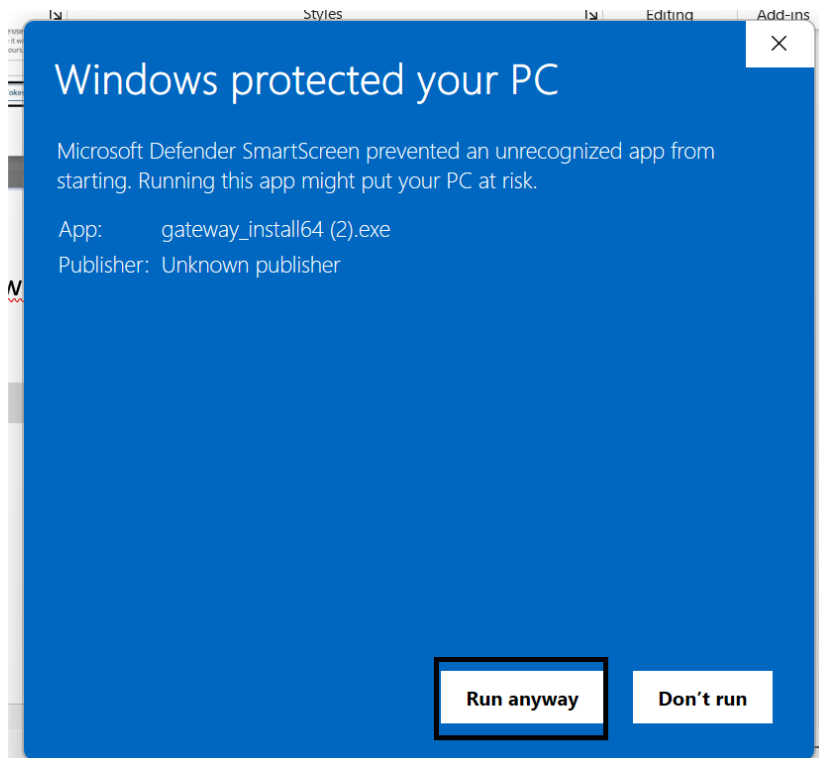 Styles Editing Add-ins
Windows protected your PC
Microsoft Defender SmartScreen prevented an unrecognized app from
starting. Running this app might put your PC at risk.
App: gateway_install64 (2).exe
Publisher: Unknown publisher
Run anyway Don’t run